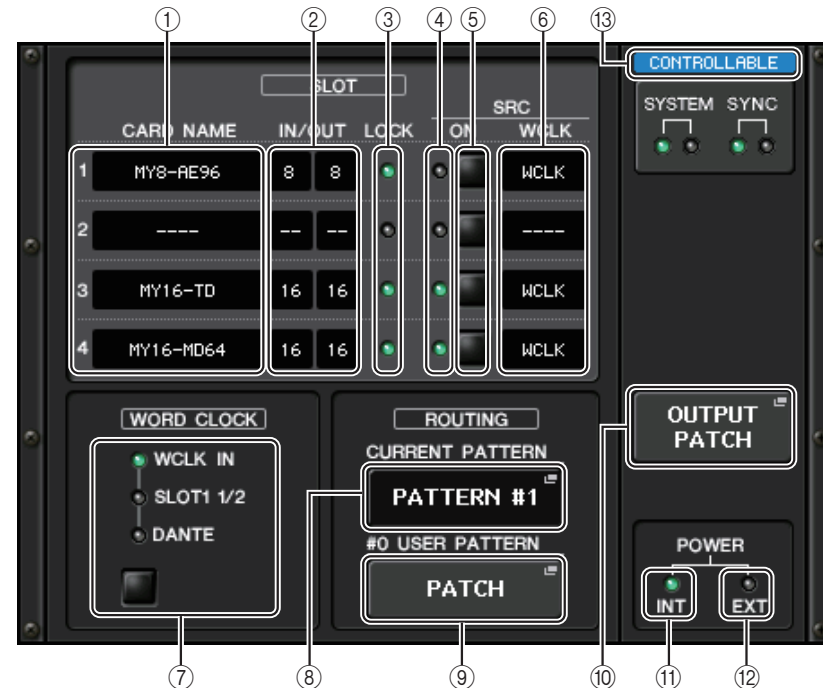 ① ② ③ ④ ⑤ ⑥ ⑬
SLOT
CONTROLLABLE
SRC
SYSTEM SYNC
CARD NAME IN/OUT LOCK ON WCLK
1 MY8-AE96 8 8 WCLK
2 ---- -- -- ----
3 MY16-TD 16 16 WCLK
4 MY16-MD64 16 16 WCLK
WORD CLOCK
WCLK IN
SLOT1 1/2
DANTE
ROUTING
CURRENT PATTERN
PATTERN #1
#0 USER PATTERN
PATCH
OUTPUT
PATCH
POWER
INT EXT
⑦ ⑧ ⑨ ⑩ ⑪ ⑫